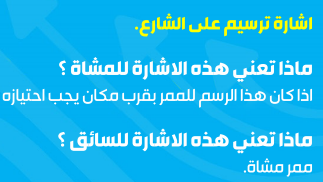 اشارة ترسيم على الشارع.
ماذا تعني هذه الاشارة للمشاة ؟
اذا كان هذا الرسم للممر بقرب مكان يجب احتيازه
ماذا تعني هذه الاشارة للسائق ؟
ممر مشاة.